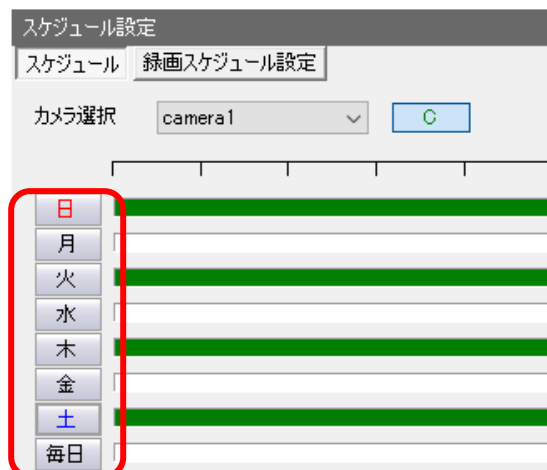 スケジュール設定
スケジュール 録画スケジュール設定
カメラ選択 camera1 C
日
月
火
水
木
金
土
毎日